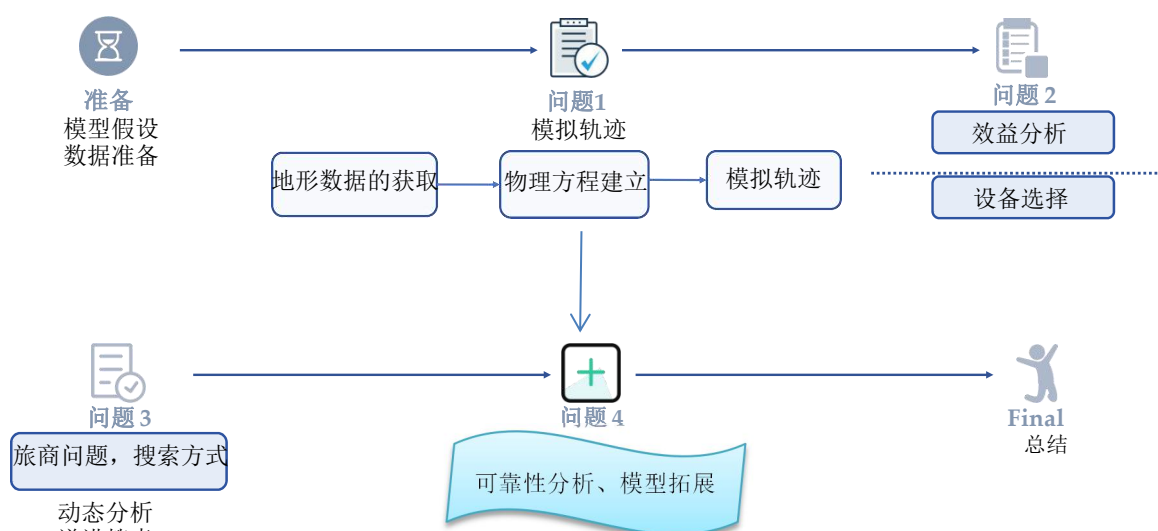 准备
模型假设
数据准备
问题1
模拟轨迹
问题 2
效益分析
设备选择
地形数据的获取
物理方程建立
模拟轨迹
问题 3
旅商问题，搜索方式
动态分析
问题 4
可靠性分析、模型拓展
Final
总结